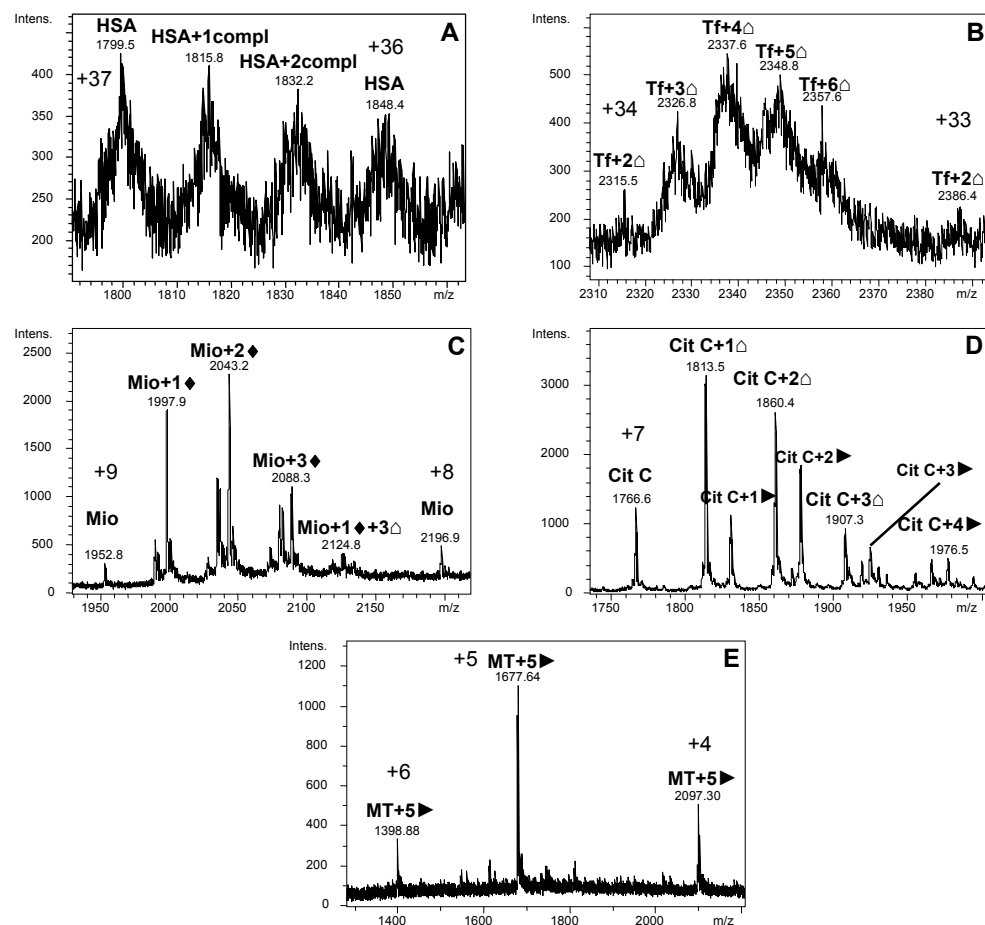 Intens.
A
HSA
1799.5
HSA+1compl
1815.8
HSA+2compl
1832.2
+36
HSA
1848.4
+37
400
350
300
250
200
1800
1810
1820
1830
1840
1850
m/z
Intens.
B
Tf+4⌂
2337.6
Tf+5⌂
2348.8
Tf+3⌂
2326.8
Tf+6⌂
2357.6
+34
+33
Tf+2⌂
2315.5
Tf+2⌂
2386.4
500
400
300
200
100
2310
2320
2330
2340
2350
2360
2370
2380
m/z
Intens.
C
Mio+2♦
2043.2
Mio+1♦
1997.9
Mio+3♦
2088.3
+9
+8
Mio
1952.8
Mio+1♦+3⌂
2124.8
Mio
2196.9
2500
2000
1500
1000
500
0
1950
2000
2050
2100
2150
m/z
Intens.
D
Cit C+1⌂
1813.5
Cit C+2⌂
1860.4
+7
Cit C
1766.6
Cit C+2►
Cit C+1►
Cit C+3⌂
1907.3
Cit C+3►
Cit C+4►
1976.5
3000
2000
1000
0
1750
1800
1850
1900
1950
m/z
Intens.
E
+5
MT+5►
1677.64
+4
MT+5►
2097.30
+6
MT+5►
1398.88
1200
1000
800
600
400
200
0
1400
1600
1800
2000
m/z